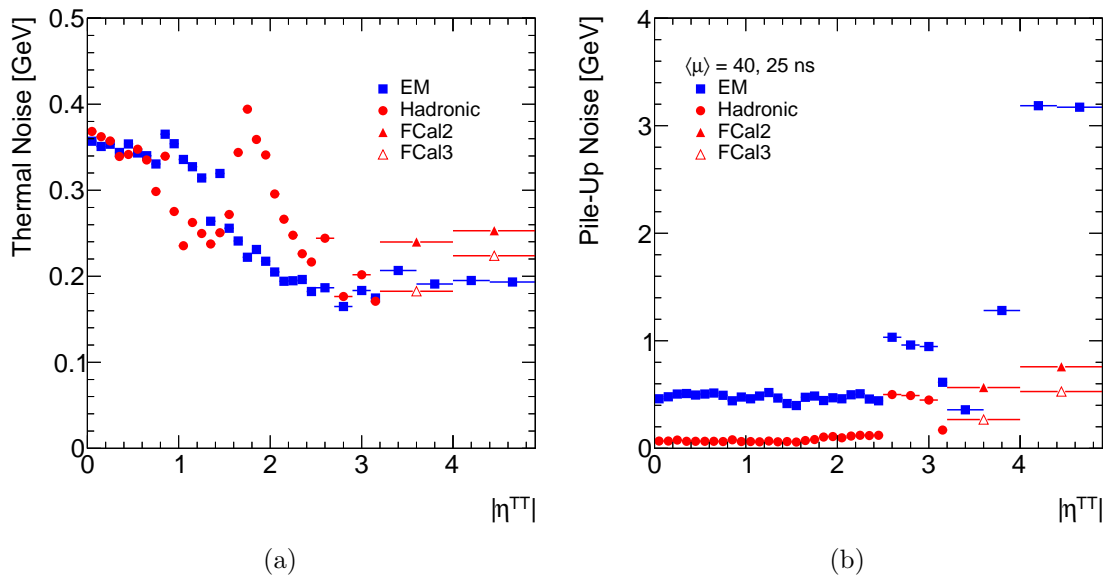 Thermal Noise [GeV]
0.5
0.4
0.3
0.2
0.1
0
0 1 2 3 4
|η^TT|
EM
Hadronic
FCal2
FCal3
(a)
Pile-Up Noise [GeV]
4
3
2
1
0
0 1 2 3 4
|η^TT|
⟨μ⟩ = 40, 25 ns
EM
Hadronic
FCal2
FCal3
(b)